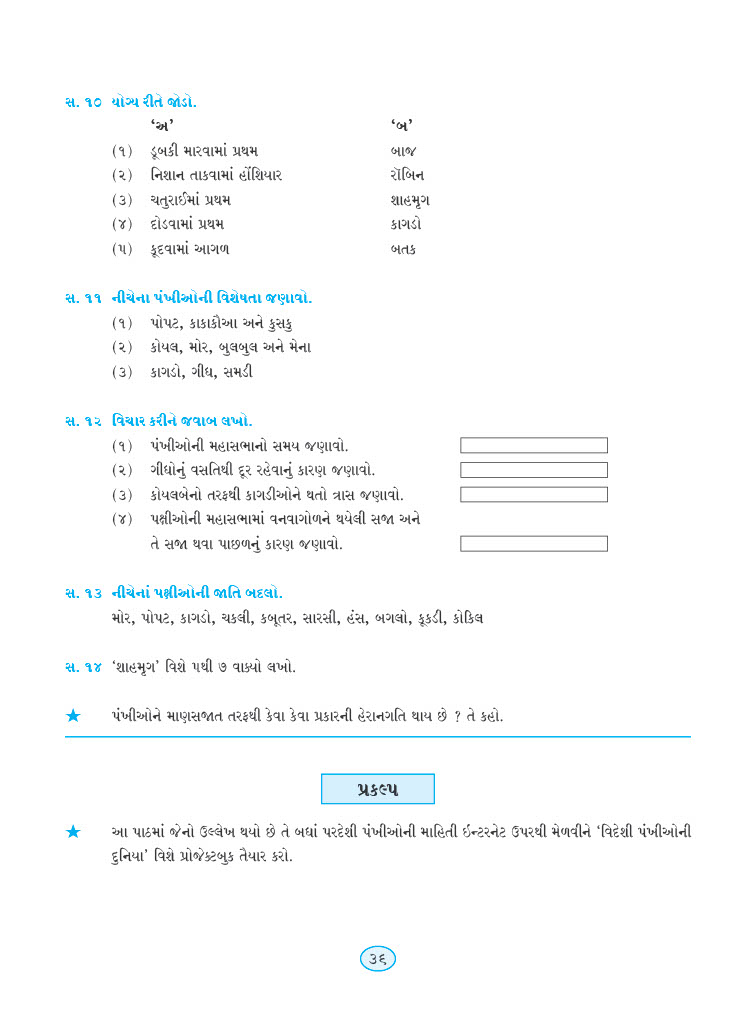 સ. ૧૦ યોગ્ય રીતે જોડો.
‘અ’ ‘બ’
(૧) ડૂબકી મારવામાં પ્રથમ બાજ
(૨) નિશાન તાકવામાં હોંશિયાર રૉબિન
(૩) ચતુરાઈમાં પ્રથમ શાહમૃગ
(૪) દોડવામાં પ્રથમ કાગડો
(૫) કૂદવામાં આગળ બતક
સ. ૧૧ નીચેના પંખીઓની વિશેષતા જણાવો.
(૧) પોપટ, કાકાકૌઆ અને કુસકુ
(૨) કોયલ, મોર, બુલબુલ અને મેના
(૩) કાગડો, ગીધ, સમડી
સ. ૧૨ વિચાર કરીને જવાબ લખો.
(૧) પંખીઓની મહાસભાનો સમય જણાવો.
(૨) ગીધોનું વસતિથી દૂર રહેવાનું કારણ જણાવો.
(૩) કોયલબેનો તરફથી કાગડીઓને થતો ત્રાસ જણાવો.
(૪) પક્ષીઓની મહાસભામાં વનવાગોળને થયેલી સજા અને
તે સજા થવા પાછળનું કારણ જણાવો.
સ. ૧૩ નીચેનાં પક્ષીઓની જાતિ બદલો.
મોર, પોપટ, કાગડો, ચકલી, કબૂતર, સારસી, હંસ, બગલો, કૂકડી, કોકિલ
સ. ૧૪ ‘શાહમૃગ’ વિશે ૫થી ૭ વાક્યો લખો.
★ પંખીઓને માણસજાત તરફથી કેવા કેવા પ્રકારની હેરાનગતિ થાય છે ? તે કહો.
પ્રકલ્પ
★ આ પાઠમાં જેનો ઉલ્લેખ થયો છે તે બધાં પરદેશી પંખીઓની માહિતી ઈન્ટરનેટ ઉપરથી મેળવીને ‘વિદેશી પંખીઓની
દુનિયા’ વિશે પ્રોજેક્ટબુક તૈયાર કરો.
૩૬